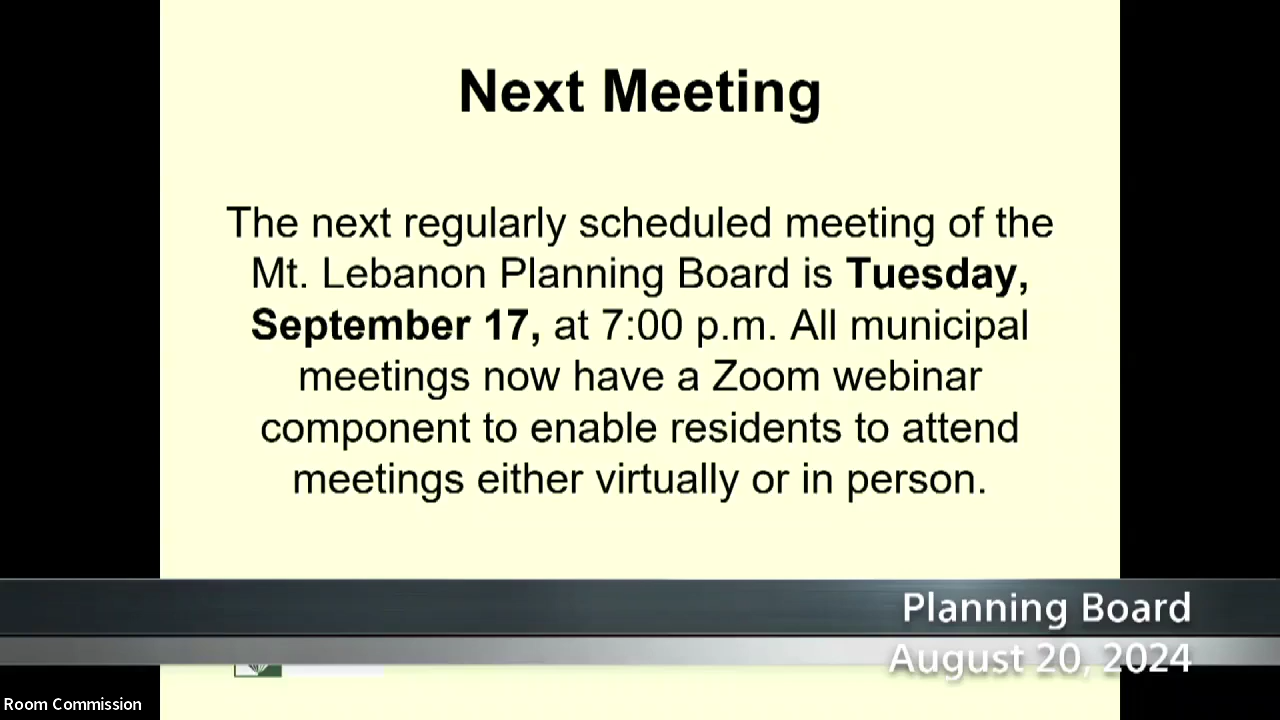 Next Meeting
The next regularly scheduled meeting of the
Mt. Lebanon Planning Board is Tuesday,
September 17, at 7:00 p.m. All municipal
meetings now have a Zoom webinar
component to enable residents to attend
meetings either virtually or in person.
Planning Board
August 20, 2024
Room Commission